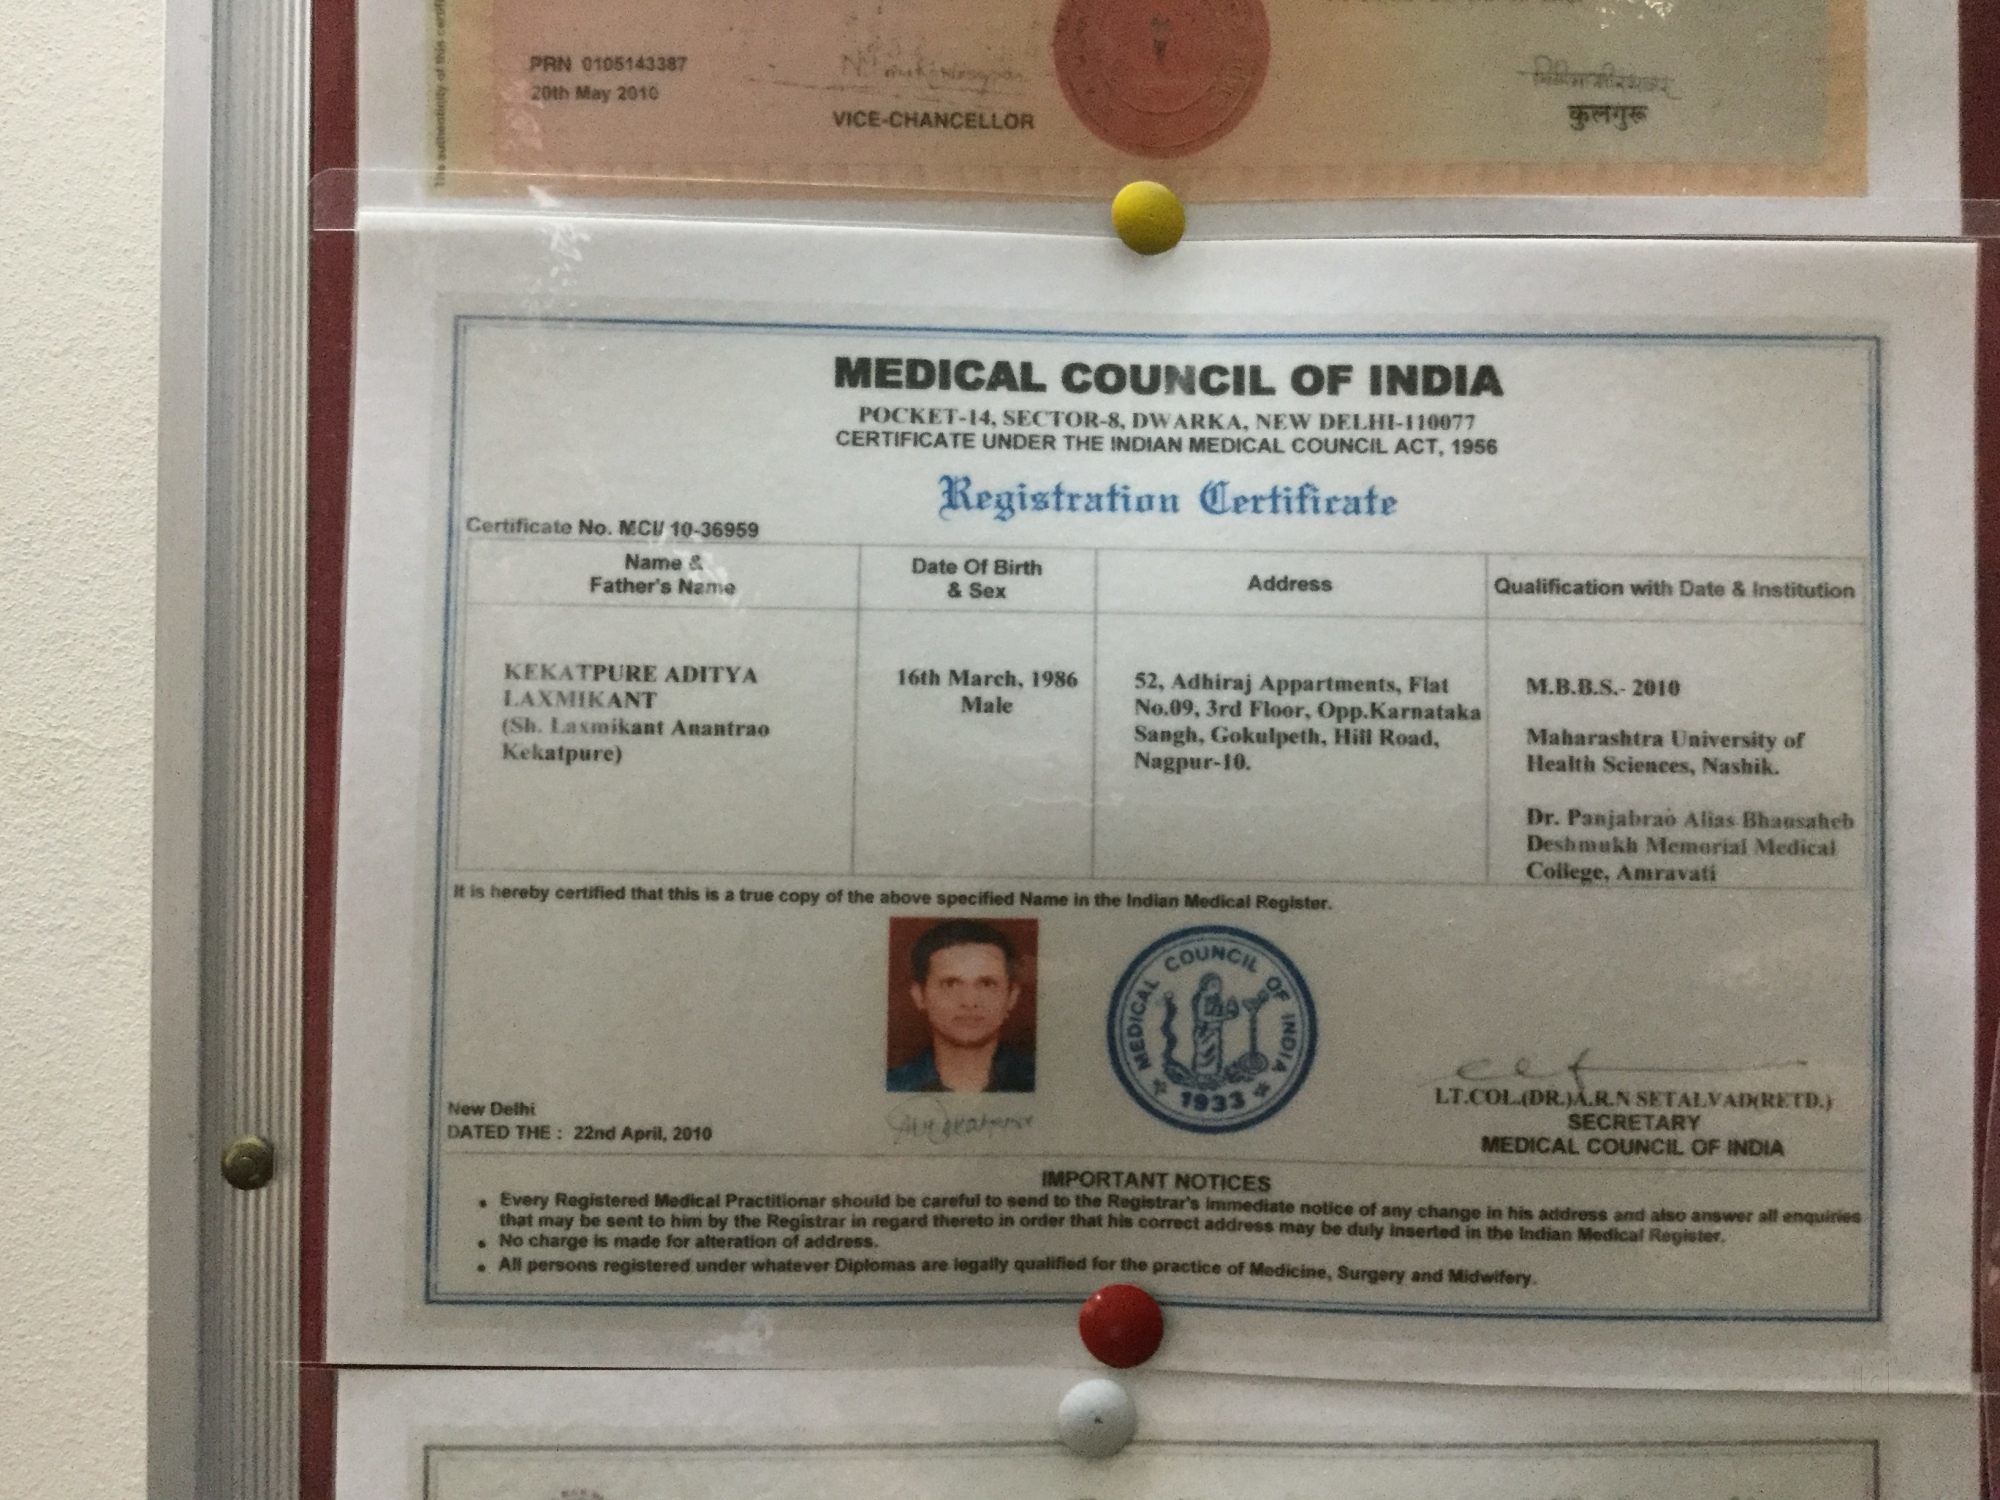 The authenticity of this certi
PRN 0105143387
20th May 2010
VICE-CHANCELLOR
कुलगुरू
MEDICAL COUNCIL OF INDIA
POCKET-14, SECTOR-8, DWARKA, NEW DELHI-110077
CERTIFICATE UNDER THE INDIAN MEDICAL COUNCIL ACT, 1956
Registration Certificate
Certificate No. MCI/ 10-36959
Name &
Father's Name
Date Of Birth
& Sex
Address
Qualification with Date & Institution
KEKATPURE ADITYA
LAXMIKANT
(Sh. Laxmikant Anantrao
Kekatpure)
16th March, 1986
Male
52, Adhiraj Appartments, Flat
No.09, 3rd Floor, Opp.Karnataka
Sangh, Gokulpeth, Hill Road,
Nagpur-10.
M.B.B.S.- 2010
Maharashtra University of
Health Sciences, Nashik.
Dr. Panjabrao Alias Bhausaheb
Deshmukh Memorial Medical
College, Amravati
It is hereby certified that this is a true copy of the above specified Name in the Indian Medical Register.
MEDICAL COUNCIL OF INDIA
1933
New Delhi
DATED THE : 22nd April, 2010
LT.COL.(DR.)A.R.N SETALVAD(RETD.)
SECRETARY
MEDICAL COUNCIL OF INDIA
IMPORTANT NOTICES
• Every Registered Medical Practitionar should be careful to send to the Registrar's immediate notice of any change in his address and also answer all enquiries
that may be sent to him by the Registrar in regard thereto in order that his correct address may be duly inserted in the Indian Medical Register.
• No charge is made for alteration of address.
• All persons registered under whatever Diplomas are legally qualified for the practice of Medicine, Surgery and Midwifery.